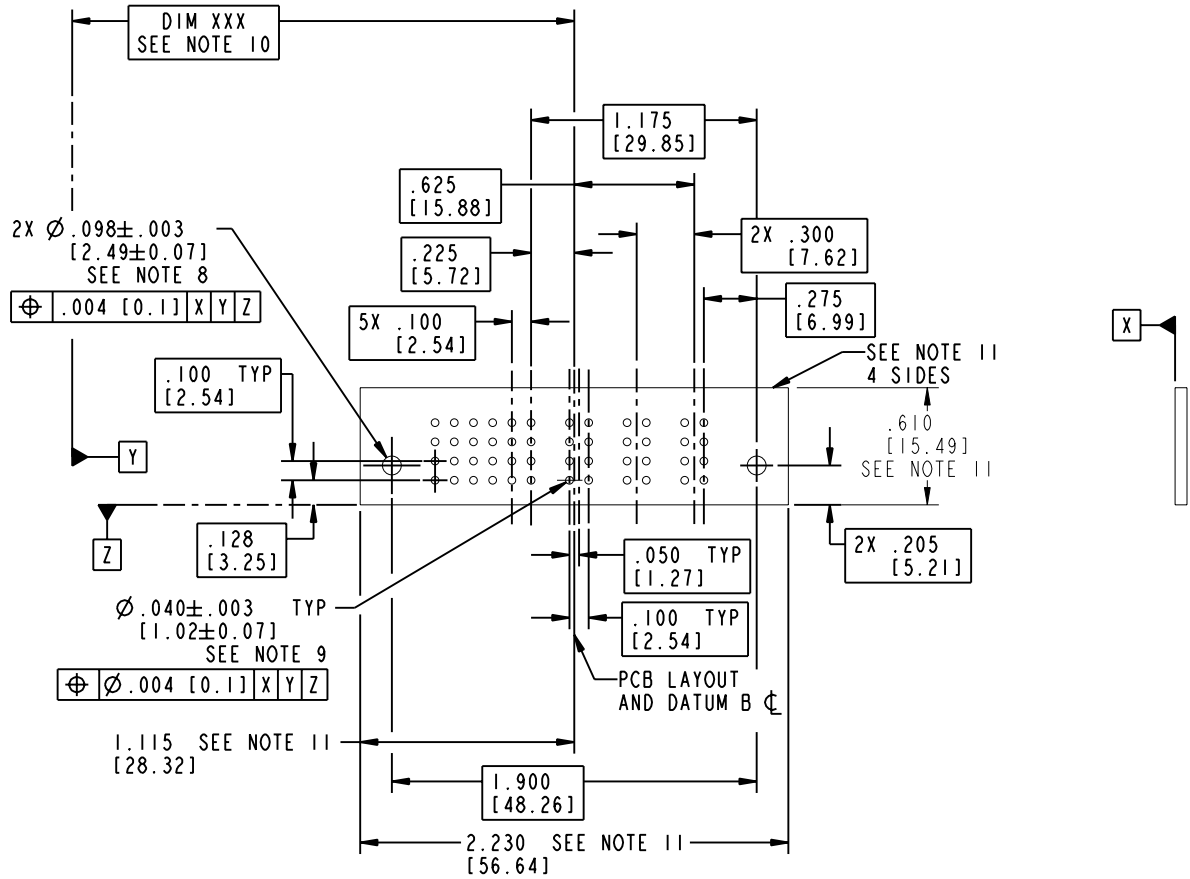 DIM XXX
SEE NOTE 10
1.175
[29.85]
.625
[15.88]
2X Ø .098±.003
[2.49±0.07]
SEE NOTE 8
⌖ .004 [0.1] X Y Z
.225
[5.72]
2X .300
[7.62]
.275
[6.99]
5X .100
[2.54]
X
SEE NOTE 11
4 SIDES
.100 TYP
[2.54]
.610
[15.49]
SEE NOTE 11
Y
Z
.128
[3.25]
.050 TYP
[1.27]
2X .205
[5.21]
Ø .040±.003 TYP
[1.02±0.07]
SEE NOTE 9
⌖ Ø .004 [0.1] X Y Z
.100 TYP
[2.54]
PCB LAYOUT
AND DATUM B ℄
1.115 SEE NOTE 11
[28.32]
1.900
[48.26]
2.230 SEE NOTE 11
[56.64]